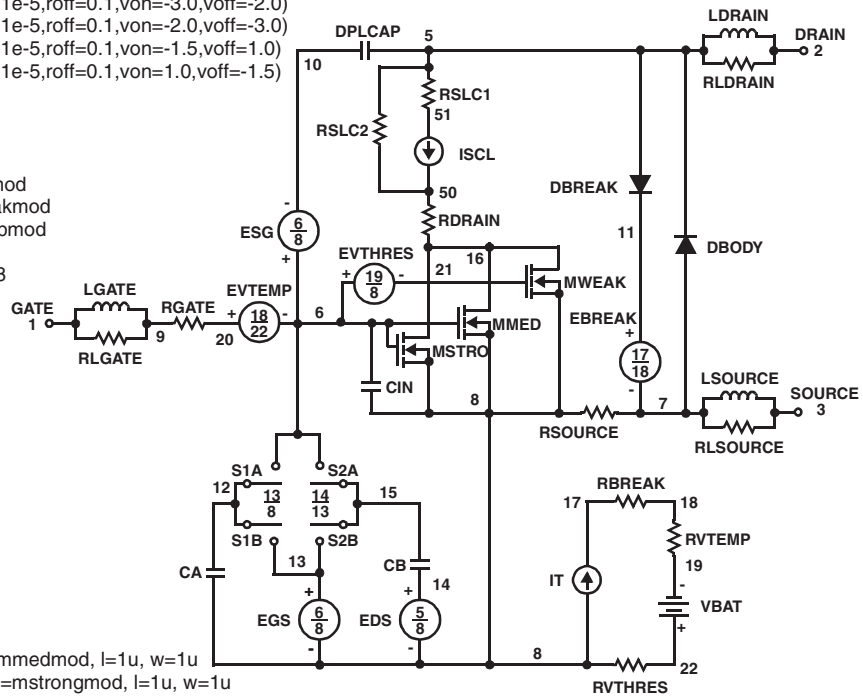 1e-5,roff=0.1,von=-3.0,voff=-2.0)
1e-5,roff=0.1,von=-2.0,voff=-3.0)
1e-5,roff=0.1,von=-1.5,voff=1.0)
1e-5,roff=0.1,von=1.0,voff=-1.5)
LDRAIN
DPLCAP 5 DRAIN
10 2
RSLC1 RLDRAIN
51
RSLC2
ISCL
50
DBREAK
RDRAIN
11
DBODY
- 
ESG 6/8
+
EVTHRES
+ 19/8 - 21
16
MWEAK
LGATE
GATE
1
RGATE
EVTEMP
+ 18/22 -
6
9 20
RLGATE
MMED
MSTRO
EBREAK
+
17/18
-
CIN
8
7
LSOURCE
SOURCE
3
RSOURCE
RLSOURCE
S1A S2A
12 13/8 14/13 15
S1B S2B
13
CA
CB
14
+ +
EGS 6/8 EDS 5/8
- -
RBREAK
17 18
RVTEMP
19
IT
-
VBAT
+
8
22
RVTHRES
mod
akmod
omod
mmedmod, l=1u, w=1u
=mstrongmod, l=1u, w=1u